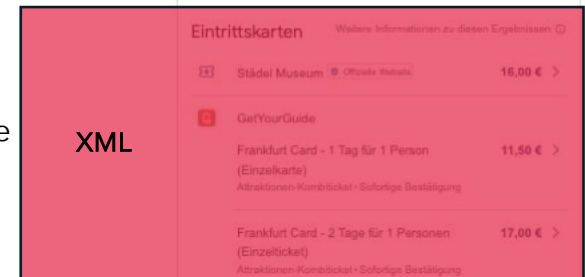 Eintrittskarten Weitere Informationen zu diesen Ergebnissen
Städel Museum Offizielle Website 16,00 € >
e
XML
GetYourGuide
Frankfurt Card - 1 Tag für 1 Person 11,50 € >
(Einzelkarte)
Attraktionen-Kombiticket · Sofortige Bestätigung
Frankfurt Card - 2 Tage für 1 Personen 17,00 € >
(Einzelticket)
Attraktionen-Kombiticket · Sofortige Bestätigung